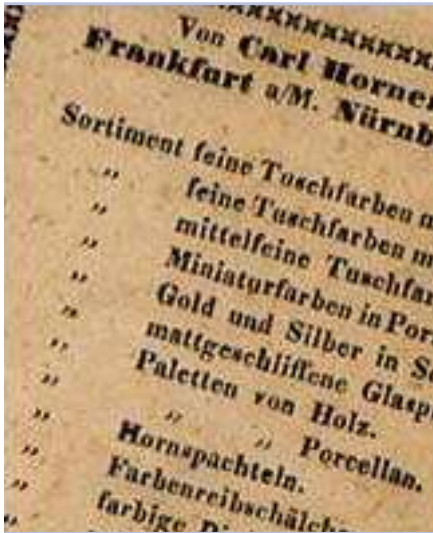 Von Carl Horner
Frankfurt a/M. Nürnb
Sortiment feine Tuschfarben
„ feine Tuschfarben m
„ mittelfeine Tuschfar
„ Miniaturfarben in Por
„ Gold und Silber in S
„ mattgeschliffene Glasp
„ Paletten von Holz.
„ „ „ Porcellan.
„ Hornspachteln.
„ Farbenreibschälch
„ farbige